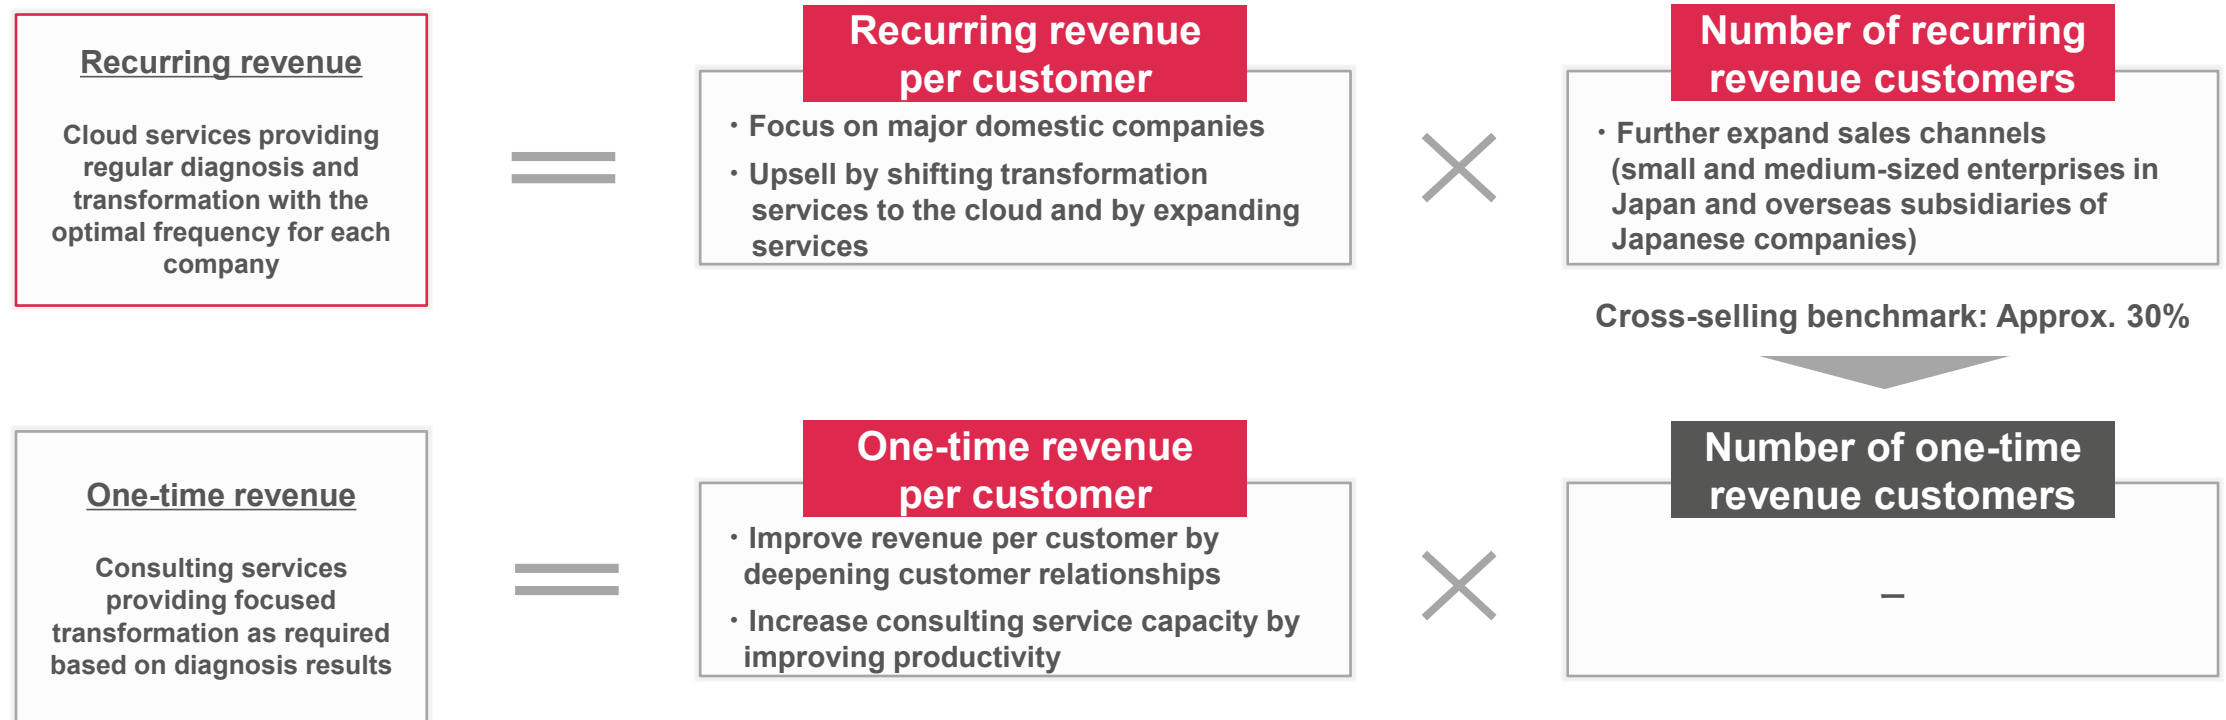 Recurring revenue
Cloud services providing
regular diagnosis and
transformation with the
optimal frequency for each
company
Recurring revenue
per customer
・Focus on major domestic companies
・Upsell by shifting transformation
services to the cloud and by expanding
services
Number of recurring
revenue customers
・Further expand sales channels
(small and medium-sized enterprises in
Japan and overseas subsidiaries of
Japanese companies)
Cross-selling benchmark: Approx. 30%
One-time revenue
Consulting services
providing focused
transformation as required
based on diagnosis results
One-time revenue
per customer
・Improve revenue per customer by
deepening customer relationships
・Increase consulting service capacity by
improving productivity
Number of one-time
revenue customers
–